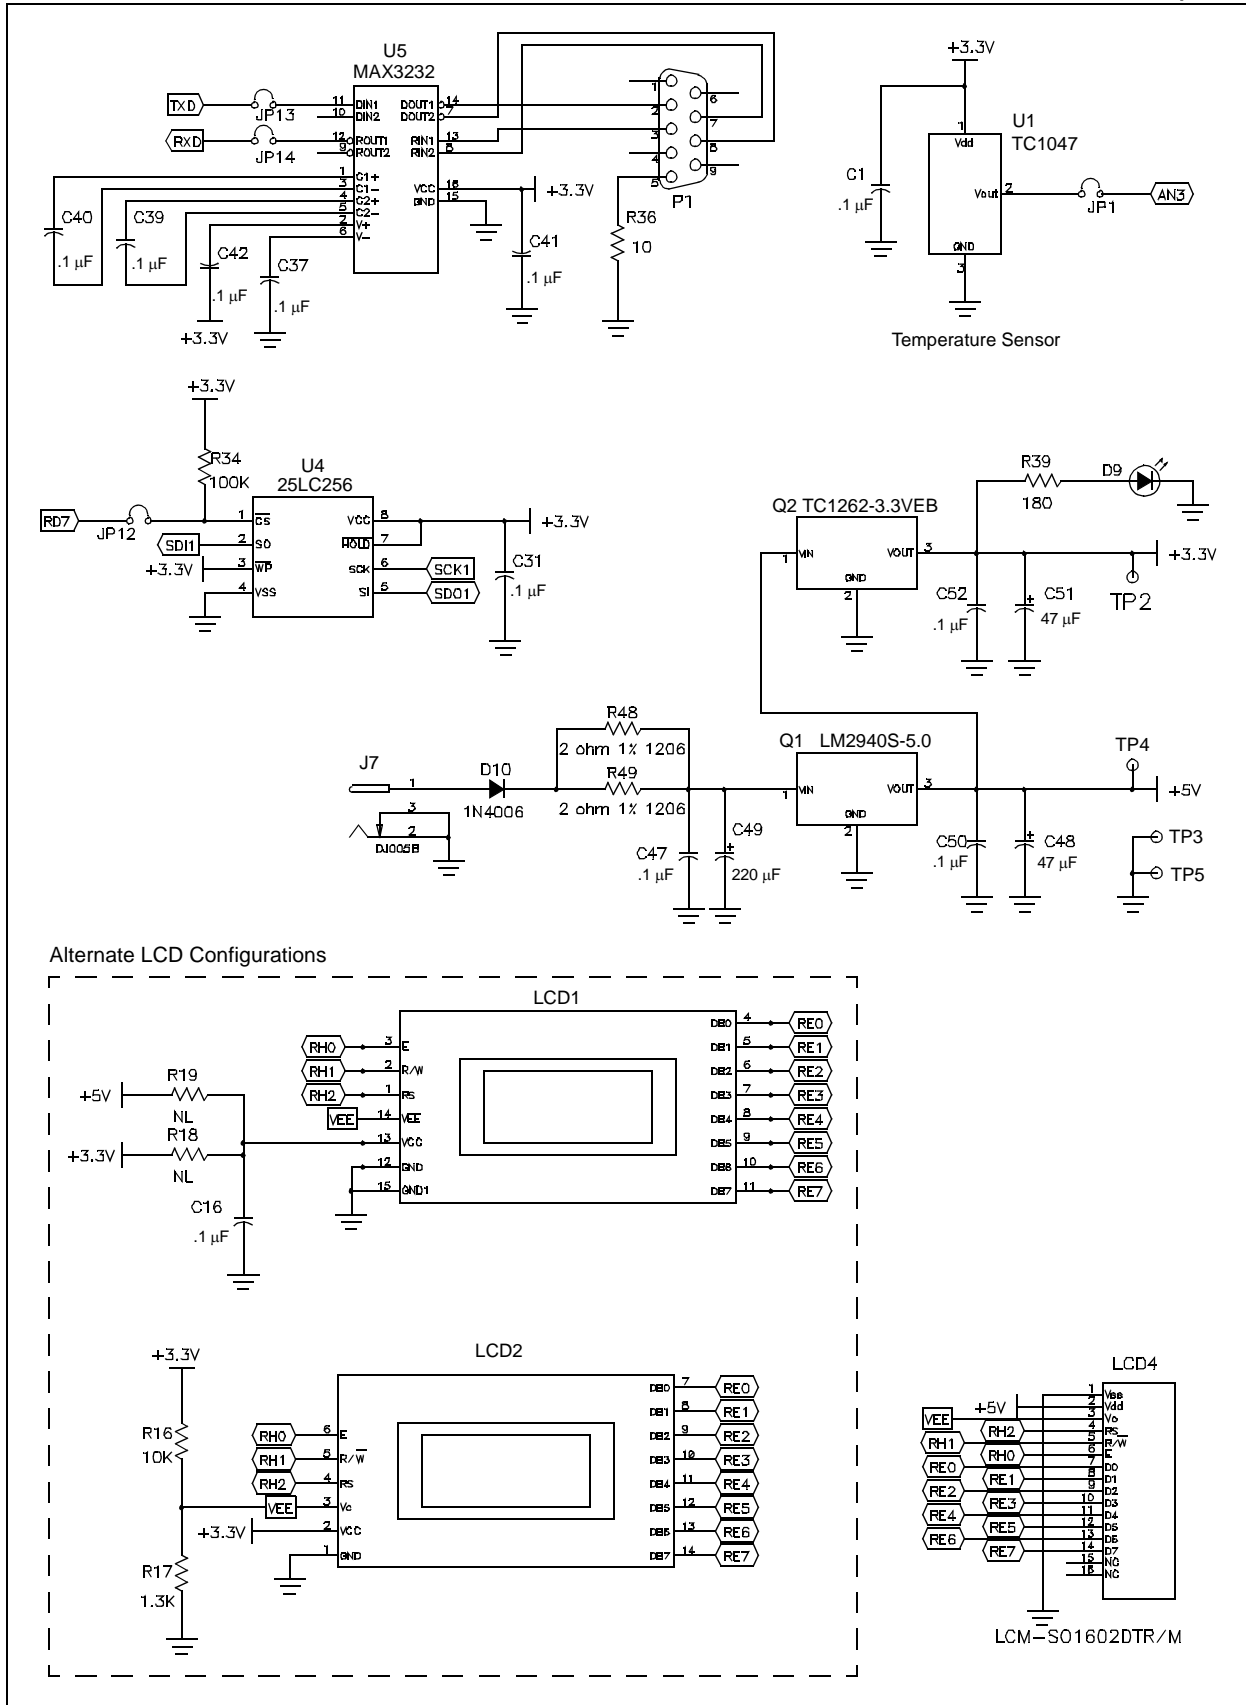 U5
MAX3232
TXD
JP13
RXD
JP14
11 DIN1
10 DIN2
12 ROUT1
9 ROUT2
1 C1+
3 C1-
4 C2+
5 C2-
2 V+
6 V-
DOUT1 14
DOUT2 7
RIN1 13
RIN2 8
VCC 16
GND 15
+3.3V
C40
.1 µF
C39
.1 µF
C42
.1 µF
+3.3V
C37
.1 µF
C41
.1 µF
1
2
3
4
5
6
7
8
9
P1
R36
10
+3.3V
U1
TC1047
1
Vdd
C1
.1 µF
Vout 2
JP1
AN3
GND
3
Temperature Sensor
+3.3V
R34
100K
U4
25LC256
RD7
JP12
SDI1
+3.3V
1 CS
2 SO
3 WP
4 VSS
VCC 8
HOLD 7
SCK 6
SI 5
SCK1
SDO1
+3.3V
C31
.1 µF
R39
180
D9
Q2 TC1262-3.3VEB
1 VIN
VOUT 3
GND
2
+3.3V
TP2
C52
.1 µF
C51
47 µF
+
R48
2 ohm 1% 1206
R49
2 ohm 1% 1206
J7
1
3
2
DJ005B
D10
1N4006
C47
.1 µF
C49
220 µF
+
Q1 LM2940S-5.0
1 VIN
VOUT 3
GND
2
TP4
+5V
C50
.1 µF
C48
47 µF
+
TP3
TP5
Alternate LCD Configurations
LCD1
RH0 3 E
RH1 2 R/W
RH2 1 RS
VEE 14 VEE
13 VCC
12 GND
15 GND1
+5V
R19
NL
+3.3V
R18
NL
C16
.1 µF
DB0 4 RE0
DB1 5 RE1
DB2 6 RE2
DB3 7 RE3
DB4 8 RE4
DB5 9 RE5
DB6 10 RE6
DB7 11 RE7
LCD2
+3.3V
R16
10K
R17
1.3K
RH0 6 E
RH1 5 R/W
RH2 4 RS
VEE 3 Vo
+3.3V 2 VCC
1 GND
DB0 7 RE0
DB1 8 RE1
DB2 9 RE2
DB3 10 RE3
DB4 11 RE4
DB5 12 RE5
DB6 13 RE6
DB7 14 RE7
LCD4
1 Vss
+5V 2 Vdd
VEE 3 Vo
RH2 4 RS
RH1 5 R/W
RH0 6 E
RE0 7 D0
RE1 8 D1
RE2 9 D2
RE3 10 D3
RE4 11 D4
RE5 12 D5
RE6 13 D6
RE7 14 D7
15 NC
16 NC
LCM-SO1602DTR/M